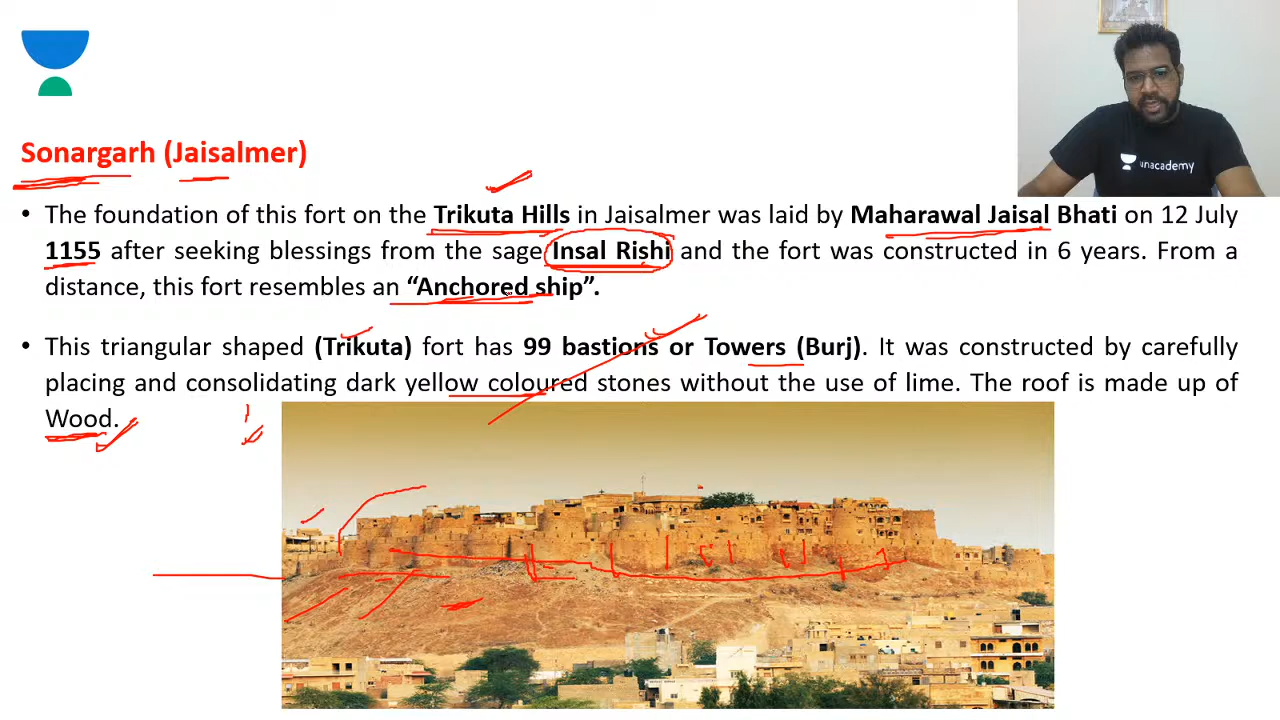 unacademy
Sonargarh (Jaisalmer)
• The foundation of this fort on the Trikuta Hills in Jaisalmer was laid by Maharawal Jaisal Bhati on 12 July
1155 after seeking blessings from the sage Insal Rishi and the fort was constructed in 6 years. From a
distance, this fort resembles an “Anchored ship”.
• This triangular shaped (Trikuta) fort has 99 bastions or Towers (Burj). It was constructed by carefully
placing and consolidating dark yellow coloured stones without the use of lime. The roof is made up of
Wood.